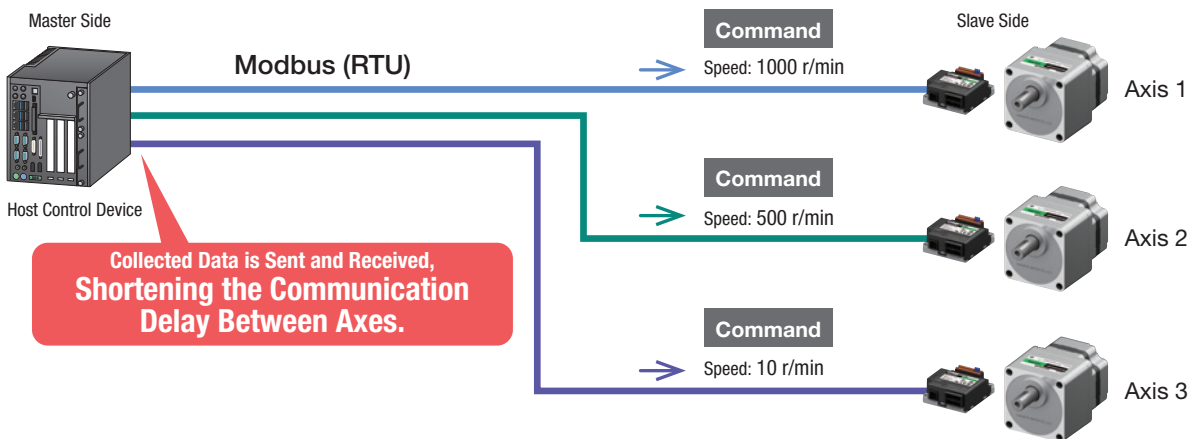 Master Side
Slave Side
Modbus (RTU)
Command
Speed: 1000 r/min
Axis 1
Host Control Device
Command
Speed: 500 r/min
Axis 2
Collected Data is Sent and Received,
Shortening the Communication
Delay Between Axes.
Command
Speed: 10 r/min
Axis 3